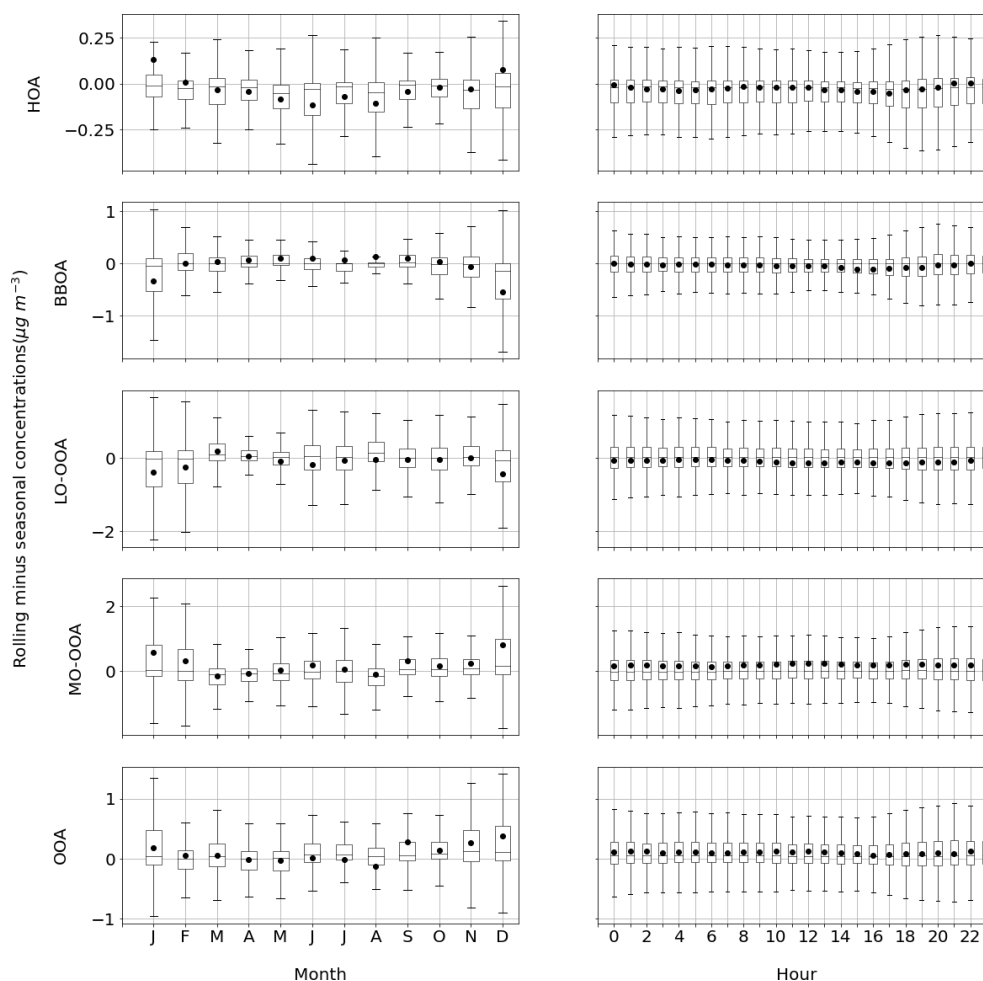 HOA
0.25
0.00
−0.25
BBOA
1
0
−1
LO-OOA
0
−2
MO-OOA
2
0
OOA
1
0
−1
Rolling minus seasonal concentrations(μg m⁻³)
J F M A M J J A S O N D
0 2 4 6 8 10 12 14 16 18 20 22
Month
Hour